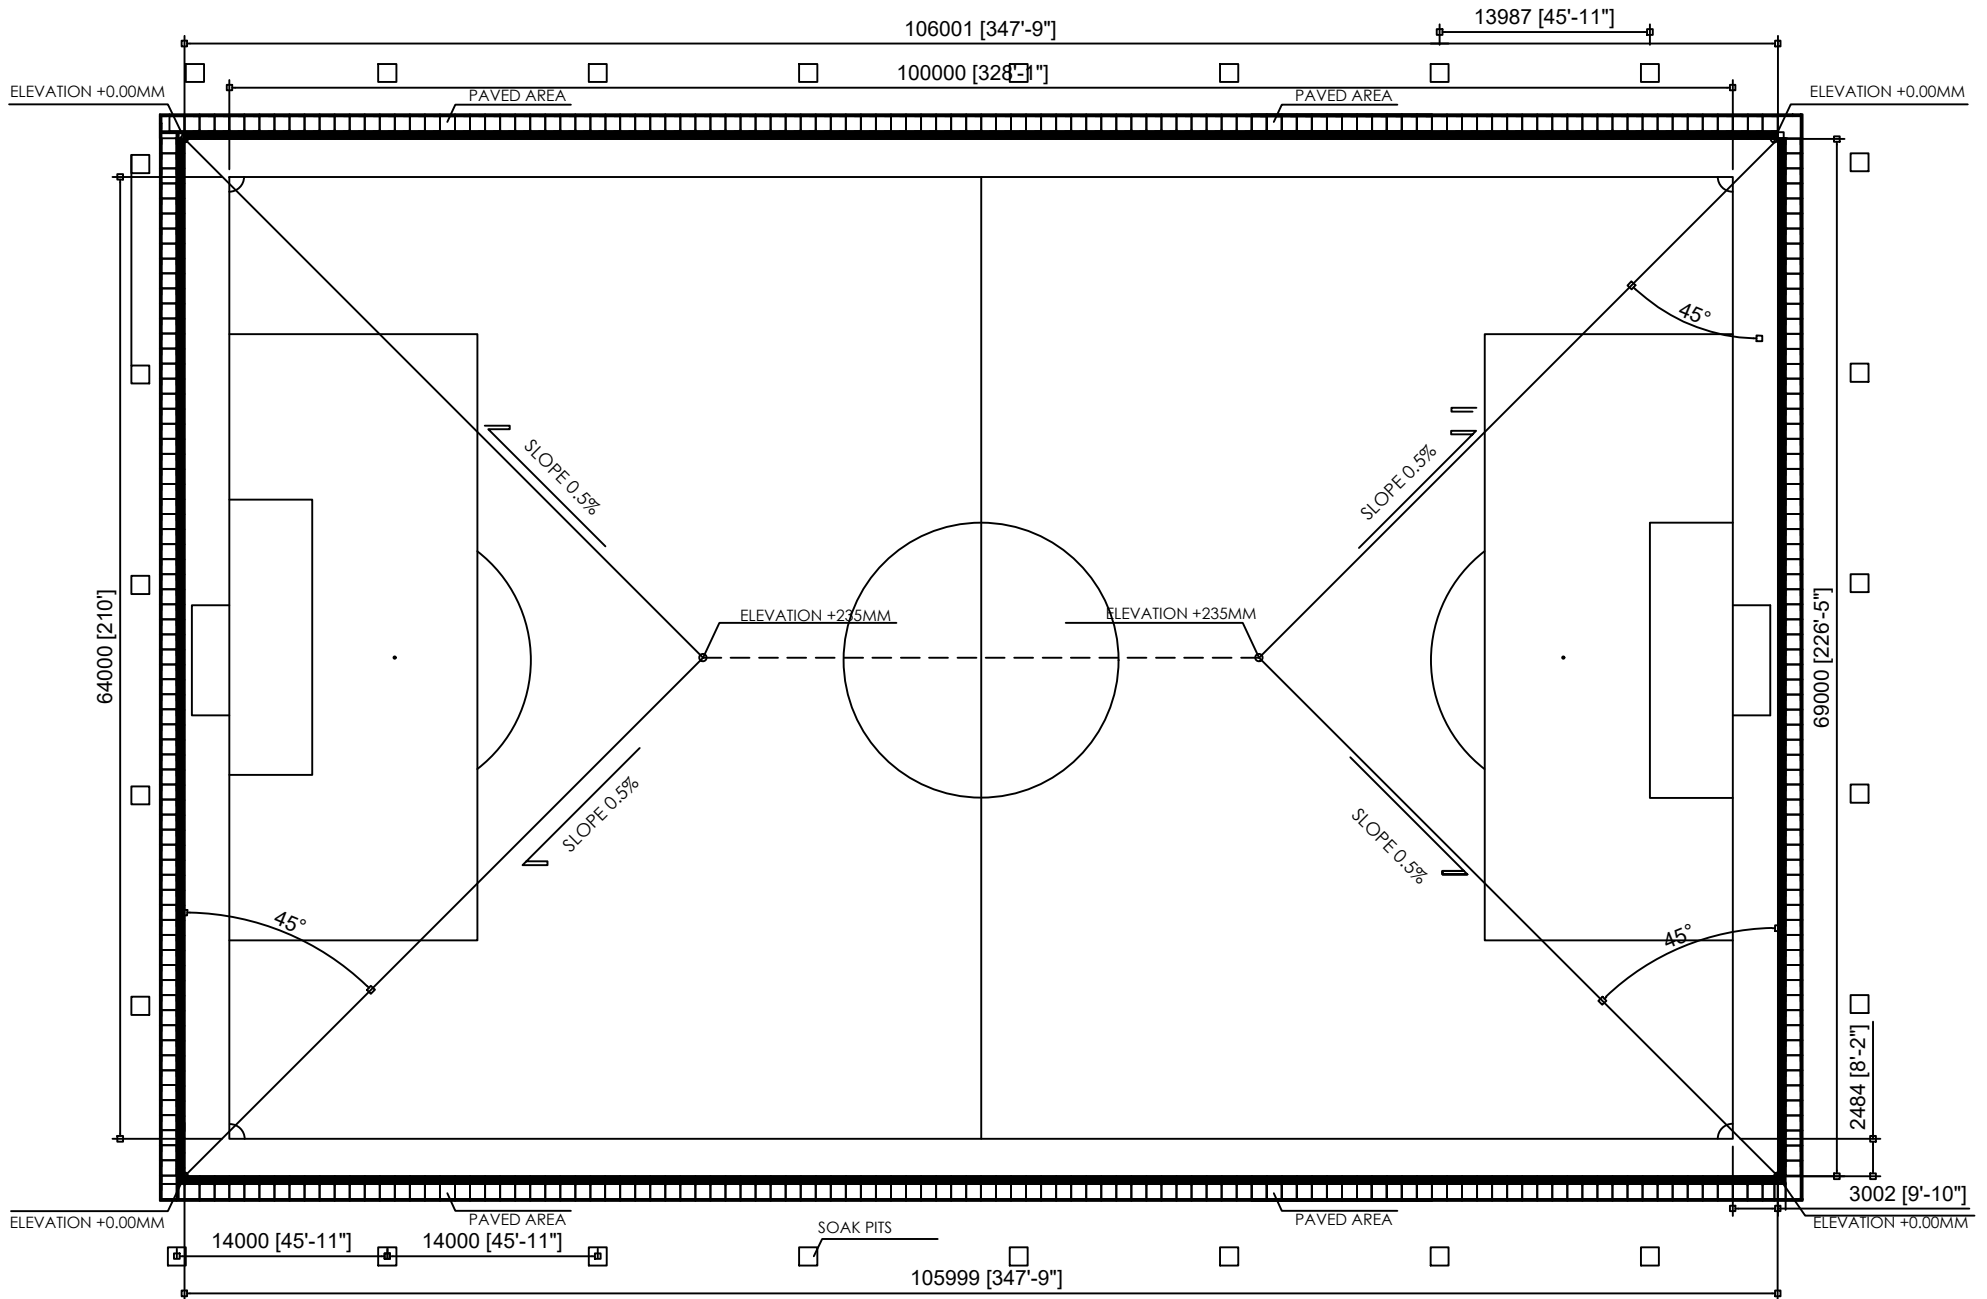 13987 [45'-11"]
106001 [347'-9"]
100000 [328'-1"]
ELEVATION +0.00MM
PAVED AREA
PAVED AREA
ELEVATION +0.00MM
45°
SLOPE 0.5%
SLOPE 0.5%
64000 [210']
ELEVATION +235MM
ELEVATION +235MM
69000 [226'-5"]
SLOPE 0.5%
SLOPE 0.5%
45°
45°
2484 [8'-2"]
3002 [9'-10"]
ELEVATION +0.00MM
PAVED AREA
PAVED AREA
ELEVATION +0.00MM
14000 [45'-11"]
14000 [45'-11"]
SOAK PITS
105999 [347'-9"]